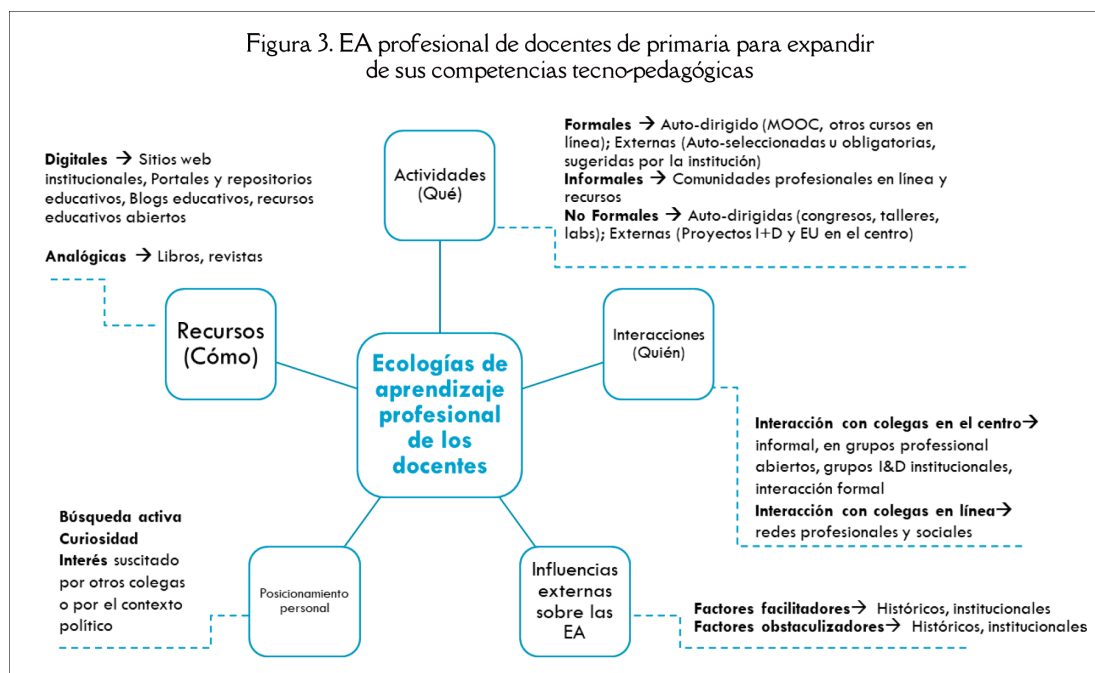 Figura 3. EA profesional de docentes de primaria para expandir
de sus competencias tecno-pedagógicas
Digitales → Sitios web
institucionales, Portales y repositorios
educativos, Blogs educativos, recursos
educativos abiertos
Analógicas → Libros, revistas
Actividades
(Qué)
Formales → Auto-dirigido (MOOC, otros cursos en
línea); Externas (Auto-seleccionadas u obligatorias,
sugeridas por la institución)
Informales → Comunidades profesionales en línea y
recursos
No Formales → Auto-dirigidas (congresos, talleres,
labs); Externas (Proyectos I+D y EU en el centro)
Recursos
(Cómo)
Interacciones
(Quién)
Ecologías de
aprendizaje
profesional
de los
docentes
Interacción con colegas en el centro→
informal, en grupos professional
abiertos, grupos I&D institucionales,
interacción formal
Interacción con colegas en línea→
redes profesionales y sociales
Búsqueda activa
Curiosidad
Interés suscitado
por otros colegas
o por el contexto
político
Posicionamiento
personal
Influencias
externas
sobre las
EA
Factores facilitadores→ Históricos, institucionales
Factores obstaculizadores→ Históricos, institucionales